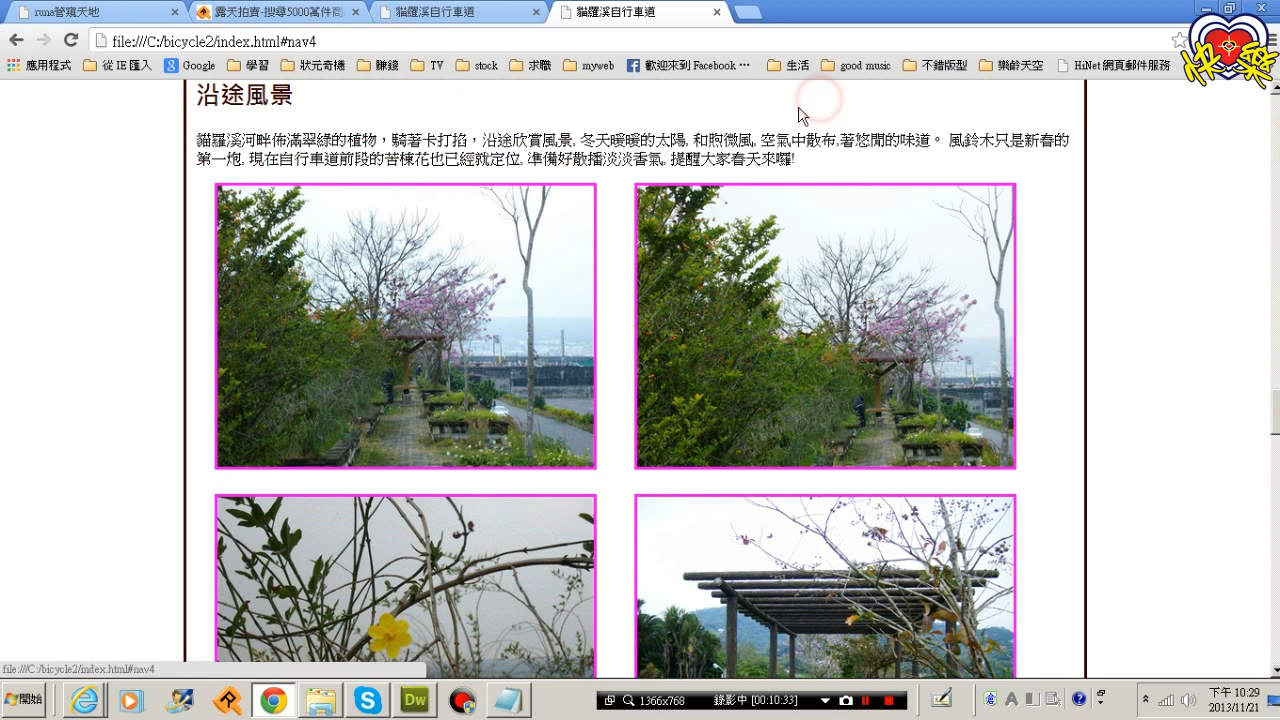 runa管窺天地
露天拍賣-搜尋5000萬件商
貓羅溪自行車道
貓羅溪自行車道
file:///C:/bicycle2/index.html#nav4
快樂
應用程式
從 IE 匯入
Google
學習
狀元奇機
賺錢
TV
stock
求職
myweb
歡迎來到 Facebook ···
生活
good music
不錯版型
樂齡天空
HiNet 網頁郵件服務
沿途風景
貓羅溪河畔佈滿翠綠的植物，騎著卡打掐，沿途欣賞風景, 冬天暖暖的太陽, 和煦微風, 空氣中散布,著悠閒的味道。 風鈴木只是新春的
第一炮, 現在自行車道前段的苦楝花也已經就定位, 準備好散播淡淡香氣, 提醒大家春天來囉!
file:///C:/bicycle2/index.html#nav4
開始
Dw
1366x768
錄影中 [00:10:33]
下午 10:29
2013/11/21